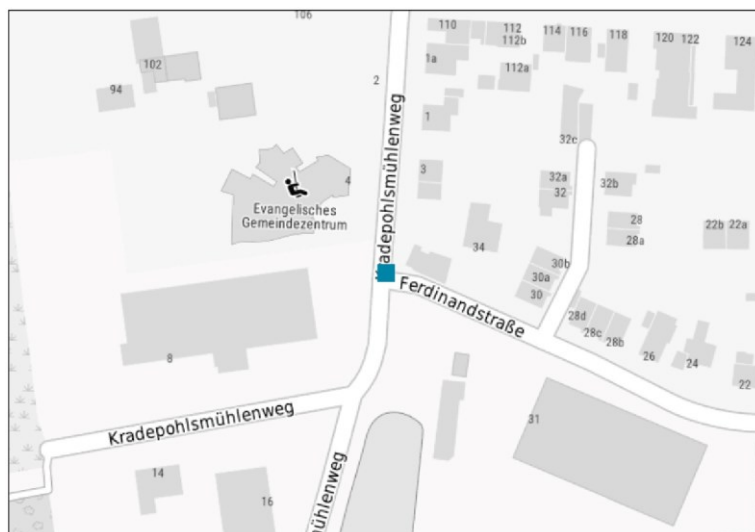 106
110
112
112b
114
116
118
120
122
124
102
1a
112a
94
2
Kradepohlsmühlenweg
1
32c
3
4
Evangelisches
Gemeindezentrum
32a
32
32b
28
28a
22b
22a
34
30b
30a
30
Ferdinandstraße
28d
28c
28b
26
24
22
8
Kradepohlsmühlenweg
31
14
16
mühlenweg